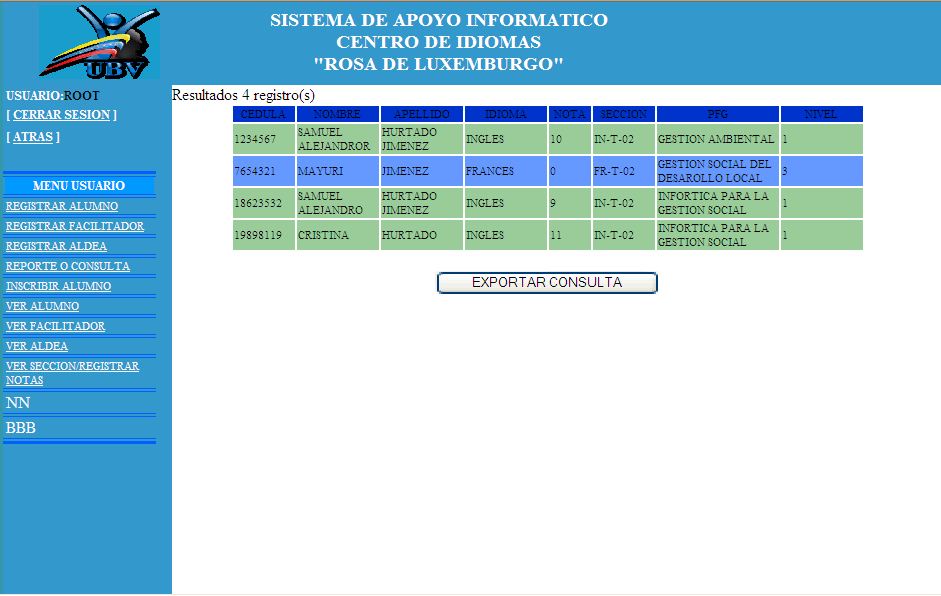 SISTEMA DE APOYO INFORMATICO
CENTRO DE IDIOMAS
"ROSA DE LUXEMBURGO"
UBV
USUARIO:ROOT
[ CERRAR SESION ]
[ ATRAS ]
MENU USUARIO
REGISTRAR ALUMNO
REGISTRAR FACILITADOR
REGISTRAR ALDEA
REPORTE O CONSULTA
INSCRIBIR ALUMNO
VER ALUMNO
VER FACILITADOR
VER ALDEA
VER SECCION/REGISTRAR
NOTAS
NN
BBB
Resultados 4 registro(s)
CEDULA NOMBRE APELLIDO IDIOMA NOTA SECCION PFG NIVEL
1234567 SAMUEL ALEJANDROR HURTADO JIMENEZ INGLES 10 IN-T-02 GESTION AMBIENTAL 1
7654321 MAYURI JIMENEZ FRANCES 0 FR-T-02 GESTION SOCIAL DEL DESAROLLO LOCAL 3
18623532 SAMUEL ALEJANDRO HURTADO JIMENEZ INGLES 9 IN-T-02 INFORTICA PARA LA GESTION SOCIAL 1
19898119 CRISTINA HURTADO INGLES 11 IN-T-02 INFORTICA PARA LA GESTION SOCIAL 1
EXPORTAR CONSULTA